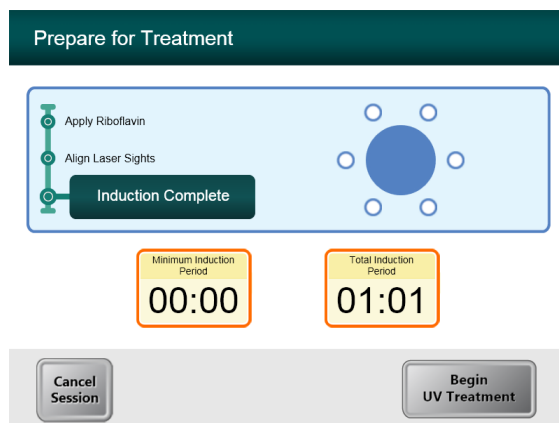 Prepare for Treatment
Apply Riboflavin
Align Laser Sights
Induction Complete
Minimum Induction
Period
00:00
Total Induction
Period
01:01
Cancel
Session
Begin
UV Treatment